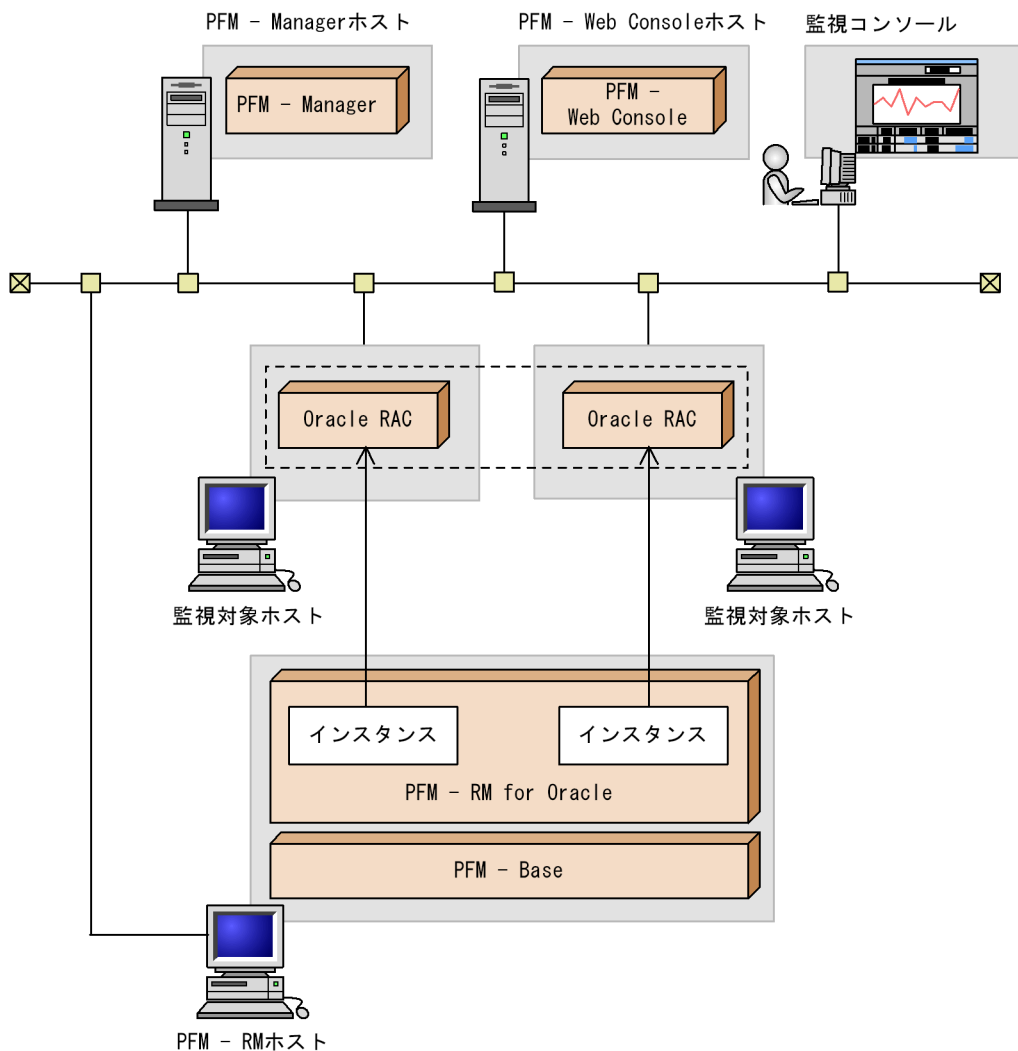 PFM - Managerホスト
PFM - Web Consoleホスト
監視コンソール
PFM - Manager
PFM -
Web Console
Oracle RAC
Oracle RAC
監視対象ホスト
監視対象ホスト
インスタンス
インスタンス
PFM - RM for Oracle
PFM - Base
PFM - RMホスト